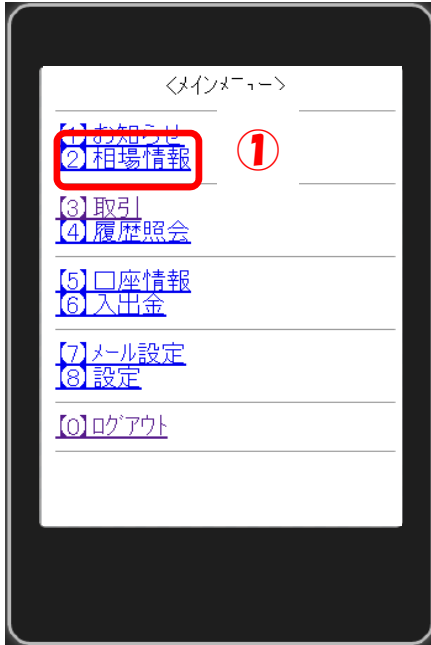 <メインメニュー>
【1】お知らせ
【2】相場情報
①
【3】取引
【4】履歴照会
【5】口座情報
【6】入出金
【7】メール設定
【8】設定
【0】ログアウト